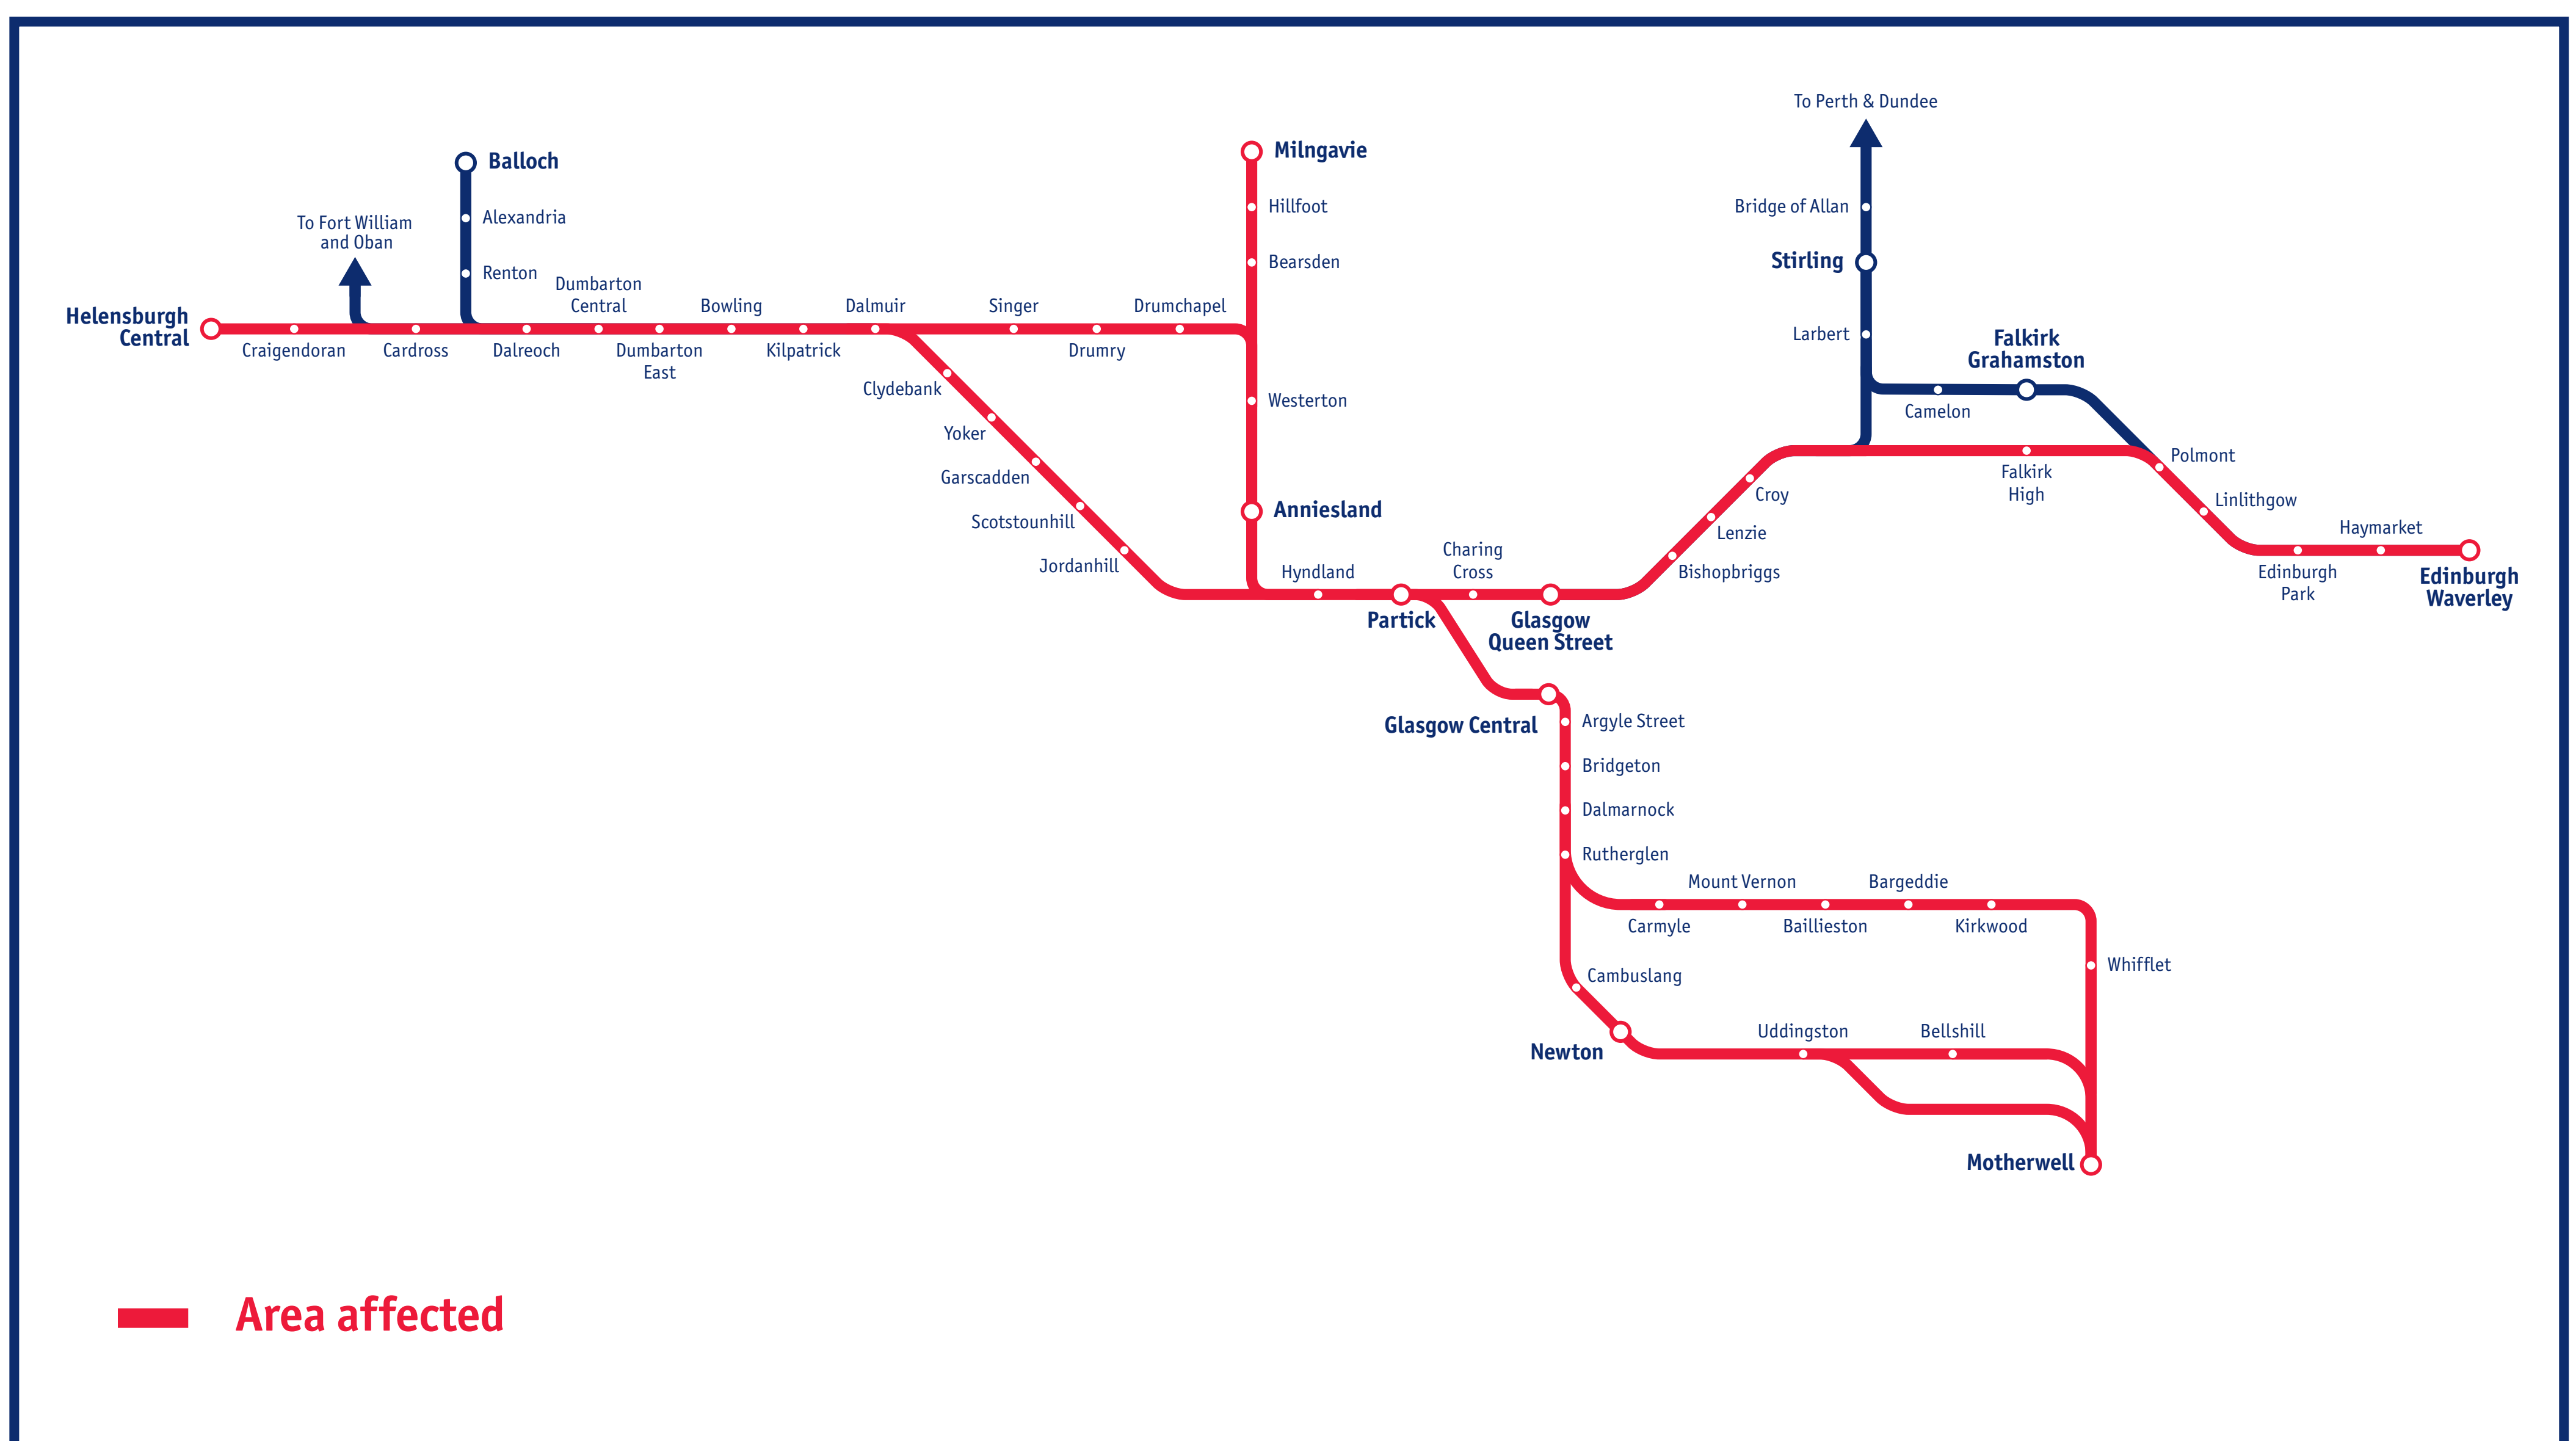 To Perth & Dundee
Balloch
Milngavie
Alexandria
Hillfoot
Bridge of Allan
To Fort William
and Oban
Renton
Bearsden
Stirling
Dumbarton
Central
Bowling
Dalmuir
Singer
Drumchapel
Helensburgh
Central
Craigendoran
Cardross
Dalreoch
Dumbarton
East
Kilpatrick
Drumry
Larbert
Falkirk
Grahamston
Clydebank
Westerton
Camelon
Yoker
Garscadden
Scotstounhill
Jordanhill
Anniesland
Hyndland
Partick
Charing
Cross
Glasgow
Queen Street
Bishopbriggs
Lenzie
Croy
Falkirk
High
Polmont
Linlithgow
Haymarket
Edinburgh
Park
Edinburgh
Waverley
Glasgow Central
Argyle Street
Bridgeton
Dalmarnock
Rutherglen
Mount Vernon
Bargeddie
Carmyle
Baillieston
Kirkwood
Whifflet
Cambuslang
Newton
Uddingston
Bellshill
Motherwell
Area affected